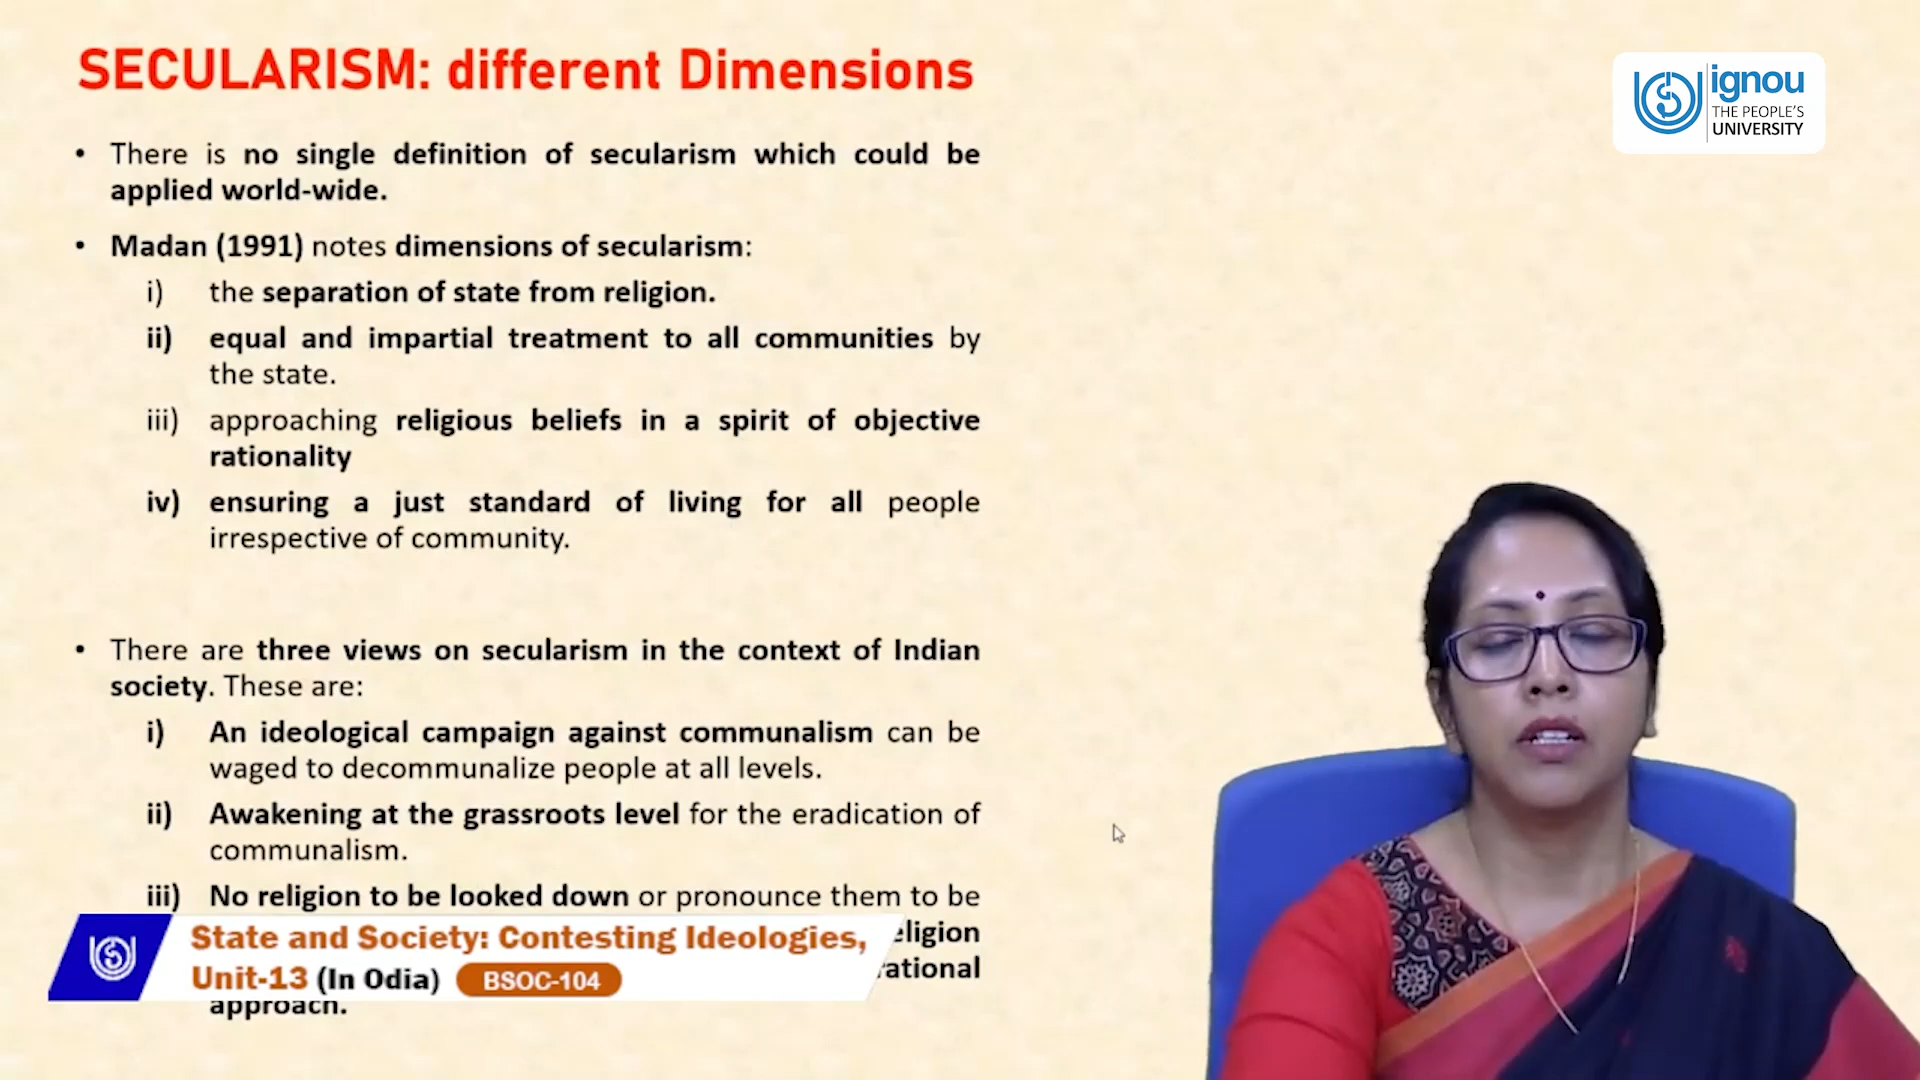 SECULARISM: different Dimensions
ignou
THE PEOPLE'S
UNIVERSITY
• There is no single definition of secularism which could be
applied world-wide.
• Madan (1991) notes dimensions of secularism:
i) the separation of state from religion.
ii) equal and impartial treatment to all communities by
the state.
iii) approaching religious beliefs in a spirit of objective
rationality
iv) ensuring a just standard of living for all people
irrespective of community.
• There are three views on secularism in the context of Indian
society. These are:
i) An ideological campaign against communalism can be
waged to decommunalize people at all levels.
ii) Awakening at the grassroots level for the eradication of
communalism.
iii) No religion to be looked down or pronounce them to be
approach.
State and Society: Contesting Ideologies,
Unit-13 (In Odia) BSOC-104